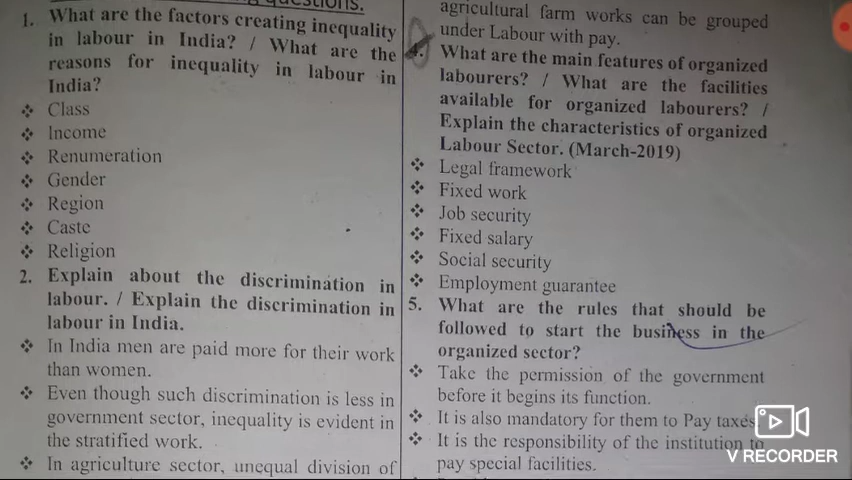 questions.
1. What are the factors creating inequality
in labour in India? / What are the
reasons for inequality in labour in
India?
❖ Class
❖ Income
❖ Renumeration
❖ Gender
❖ Region
❖ Caste
❖ Religion
2. Explain about the discrimination in
labour. / Explain the discrimination in
labour in India.
❖ In India men are paid more for their work
than women.
❖ Even though such discrimination is less in
government sector, inequality is evident in
the stratified work.
❖ In agriculture sector, unequal division of
agricultural farm works can be grouped
under Labour with pay.
4. What are the main features of organized
labourers? / What are the facilities
available for organized labourers? /
Explain the characteristics of organized
Labour Sector. (March-2019)
❖ Legal framework
❖ Fixed work
❖ Job security
❖ Fixed salary
❖ Social security
❖ Employment guarantee
5. What are the rules that should be
followed to start the business in the
organized sector?
❖ Take the permission of the government
before it begins its function.
❖ It is also mandatory for them to Pay taxes
❖ It is the responsibility of the institution to
pay special facilities.
V RECORDER